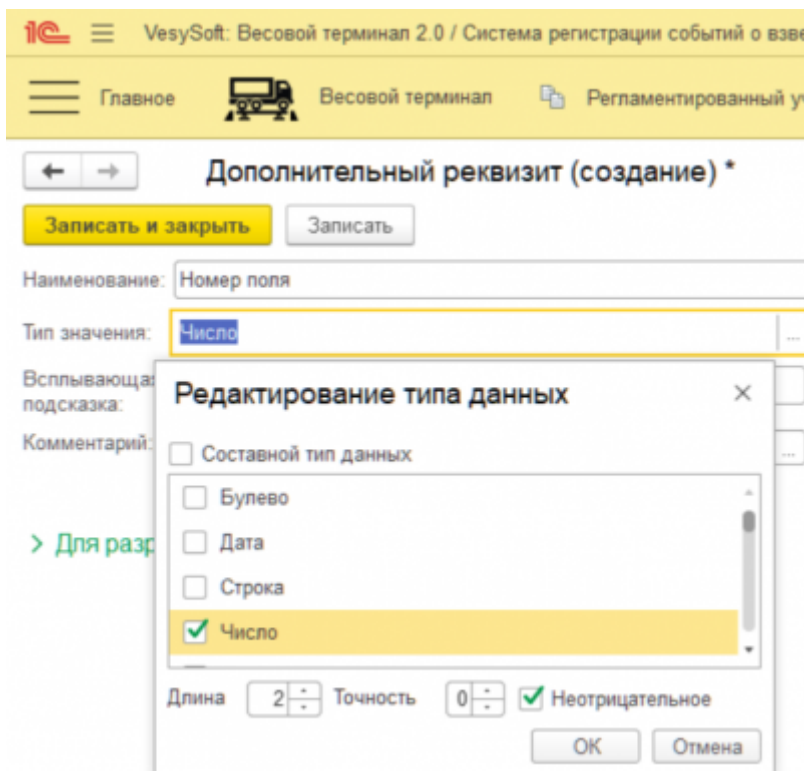 1С VesySoft: Весовой терминал 2.0 / Система регистрации событий о взве
Главное Весовой терминал Регламентированный уч
Дополнительный реквизит (создание) *
Записать и закрыть Записать
Наименование: Номер поля
Тип значения: Число ...
Всплывающая
подсказка:
Комментарий: ...
Редактирование типа данных
Составной тип данных
Булево
Дата
Для разр
Строка
Число
Длина 2 Точность 0 Неотрицательное
ОК Отмена